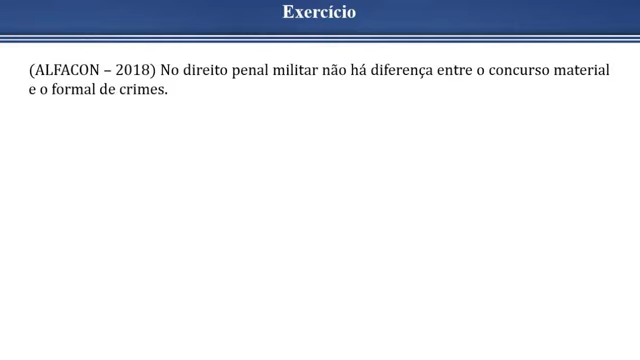 Exercício
(ALFACON – 2018) No direito penal militar não há diferença entre o concurso material
e o formal de crimes.